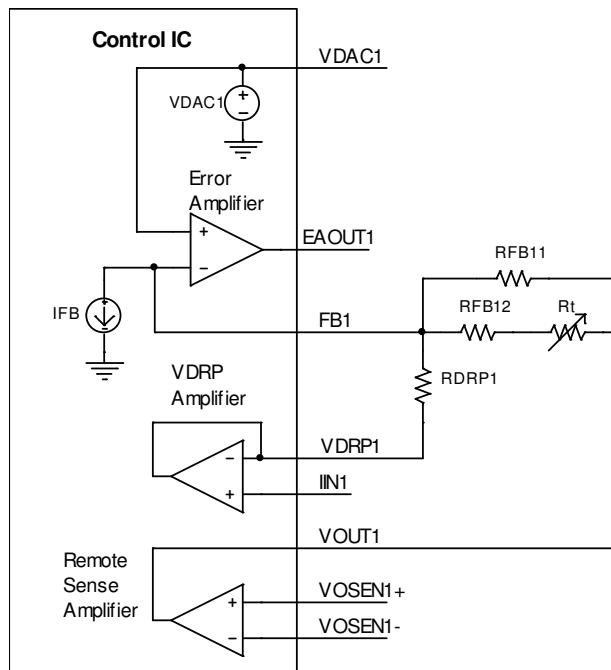 Control IC
VDAC1
VDAC1
+
−
Error
Amplifier
+
−
EAOUT1
RFB11
IFB
+
−
FB1
RFB12
Rt
RDRP1
VDRP
Amplifier
−
+
VDRP1
IIN1
VOUT1
Remote
Sense
Amplifier
+
−
VOSEN1+
VOSEN1-